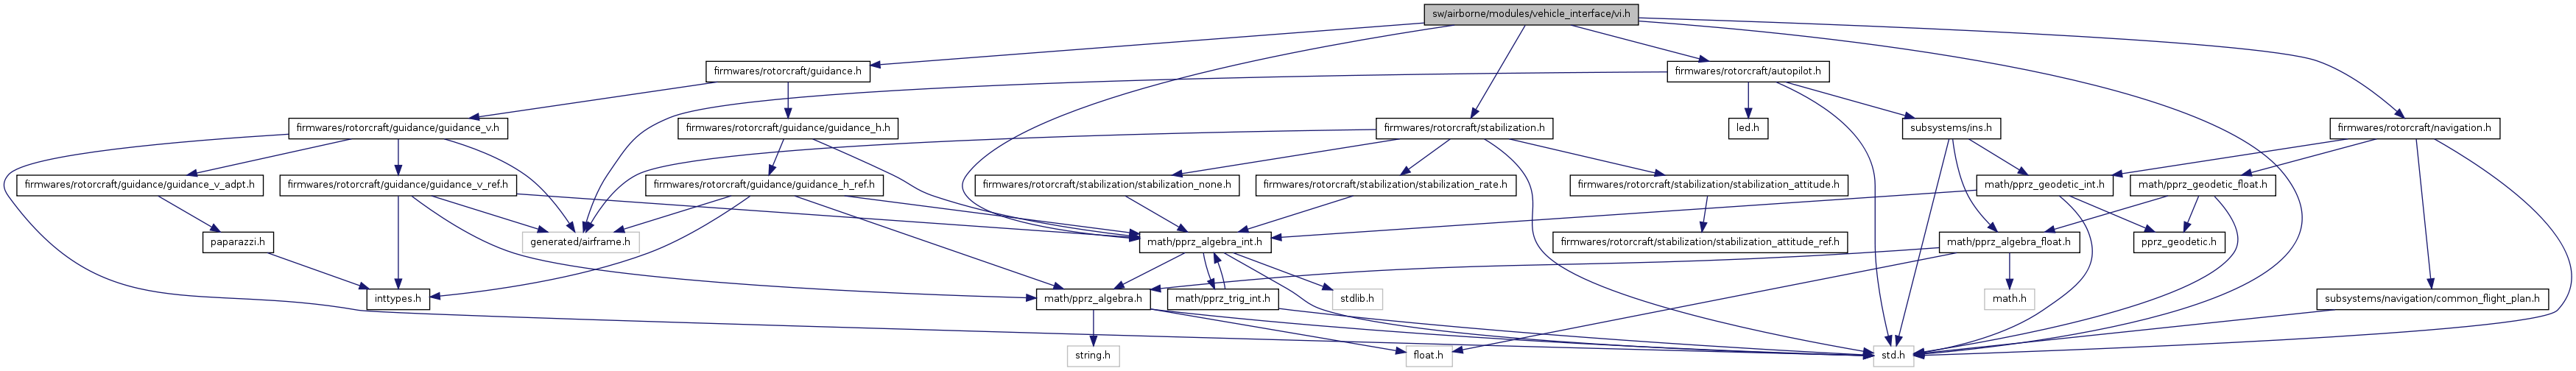 sw/airborne/modules/vehicle_interface/vi.h
firmwares/rotorcraft/guidance.h
firmwares/rotorcraft/autopilot.h
firmwares/rotorcraft/guidance/guidance_v.h
firmwares/rotorcraft/guidance/guidance_h.h
firmwares/rotorcraft/stabilization.h
led.h
subsystems/ins.h
firmwares/rotorcraft/navigation.h
firmwares/rotorcraft/guidance/guidance_v_adpt.h
firmwares/rotorcraft/guidance/guidance_v_ref.h
firmwares/rotorcraft/guidance/guidance_h_ref.h
firmwares/rotorcraft/stabilization/stabilization_none.h
firmwares/rotorcraft/stabilization/stabilization_rate.h
firmwares/rotorcraft/stabilization/stabilization_attitude.h
math/pprz_geodetic_int.h
math/pprz_geodetic_float.h
paparazzi.h
generated/airframe.h
math/pprz_algebra_int.h
firmwares/rotorcraft/stabilization/stabilization_attitude_ref.h
math/pprz_algebra_float.h
pprz_geodetic.h
inttypes.h
math/pprz_algebra.h
math/pprz_trig_int.h
stdlib.h
math.h
subsystems/navigation/common_flight_plan.h
string.h
float.h
std.h